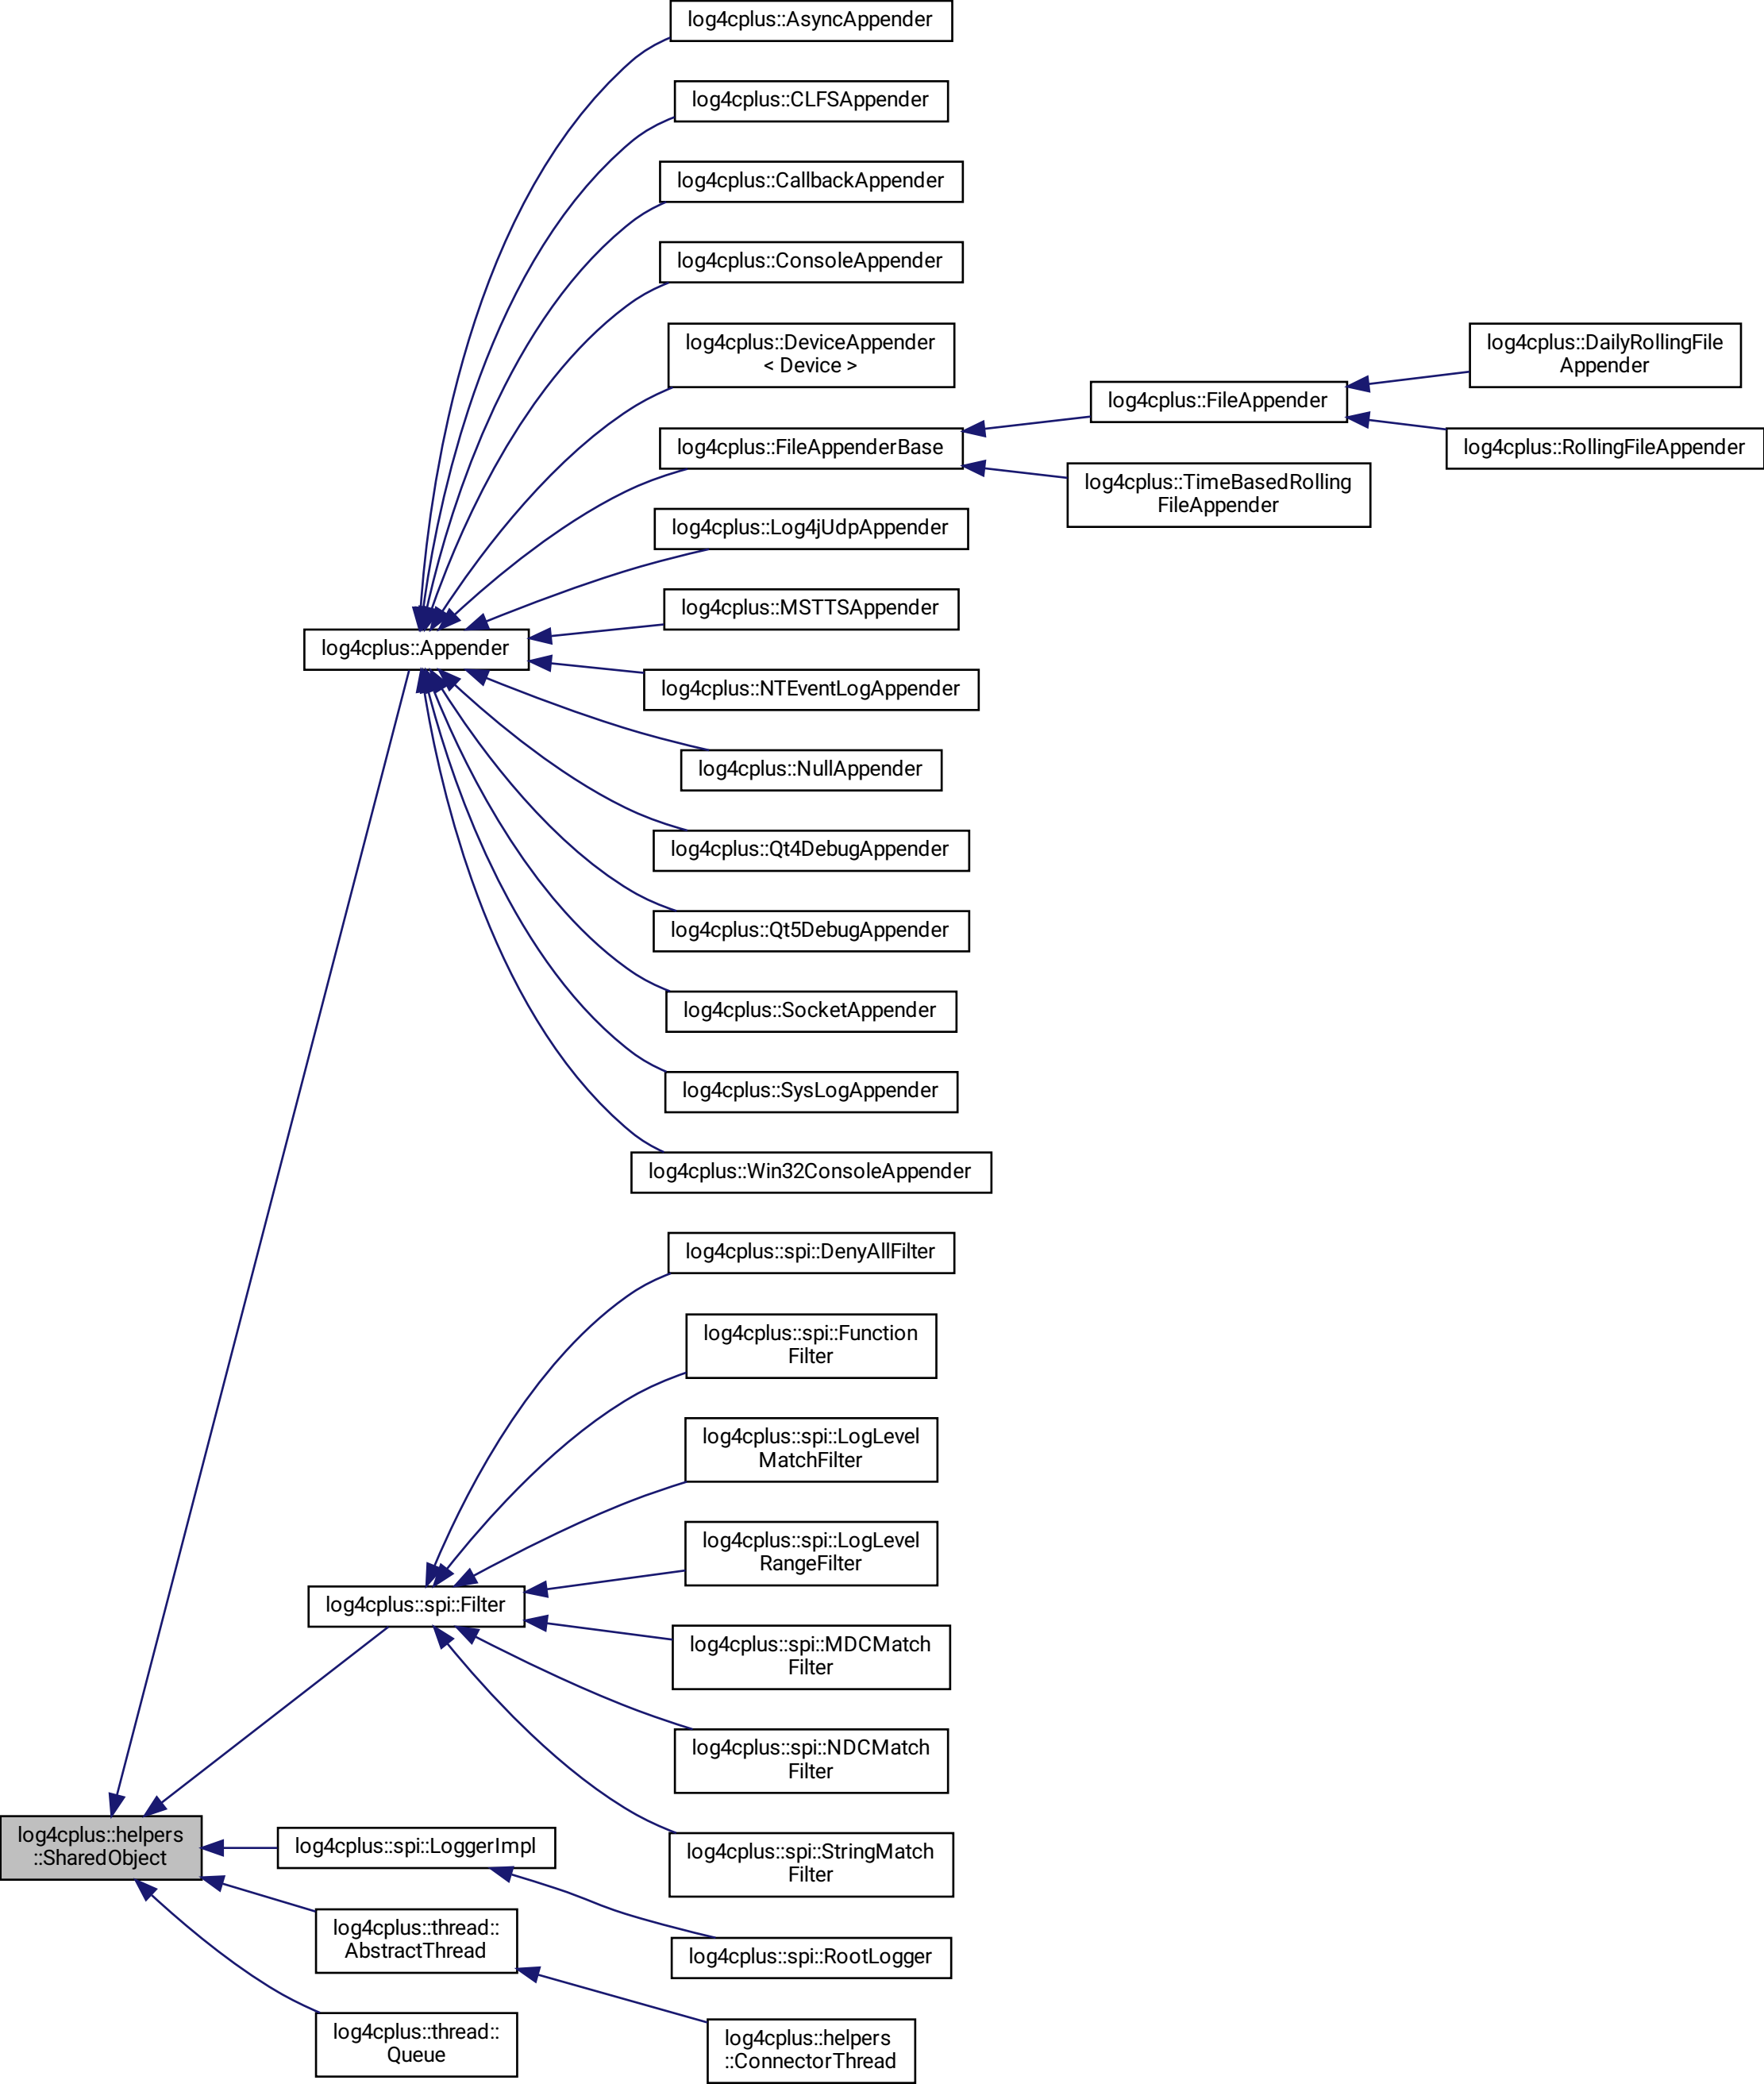 log4cplus::AsyncAppender
log4cplus::CLFSAppender
log4cplus::CallbackAppender
log4cplus::ConsoleAppender
log4cplus::DeviceAppender
< Device >
log4cplus::DailyRollingFile
Appender
log4cplus::FileAppender
log4cplus::FileAppenderBase
log4cplus::RollingFileAppender
log4cplus::TimeBasedRolling
FileAppender
log4cplus::Log4jUdpAppender
log4cplus::MSTTSAppender
log4cplus::Appender
log4cplus::NTEventLogAppender
log4cplus::NullAppender
log4cplus::Qt4DebugAppender
log4cplus::Qt5DebugAppender
log4cplus::SocketAppender
log4cplus::SysLogAppender
log4cplus::Win32ConsoleAppender
log4cplus::spi::DenyAllFilter
log4cplus::spi::Function
Filter
log4cplus::spi::LogLevel
MatchFilter
log4cplus::spi::LogLevel
RangeFilter
log4cplus::spi::Filter
log4cplus::spi::MDCMatch
Filter
log4cplus::spi::NDCMatch
Filter
log4cplus::helpers
::SharedObject
log4cplus::spi::LoggerImpl
log4cplus::spi::StringMatch
Filter
log4cplus::thread::
AbstractThread
log4cplus::spi::RootLogger
log4cplus::thread::
Queue
log4cplus::helpers
::ConnectorThread